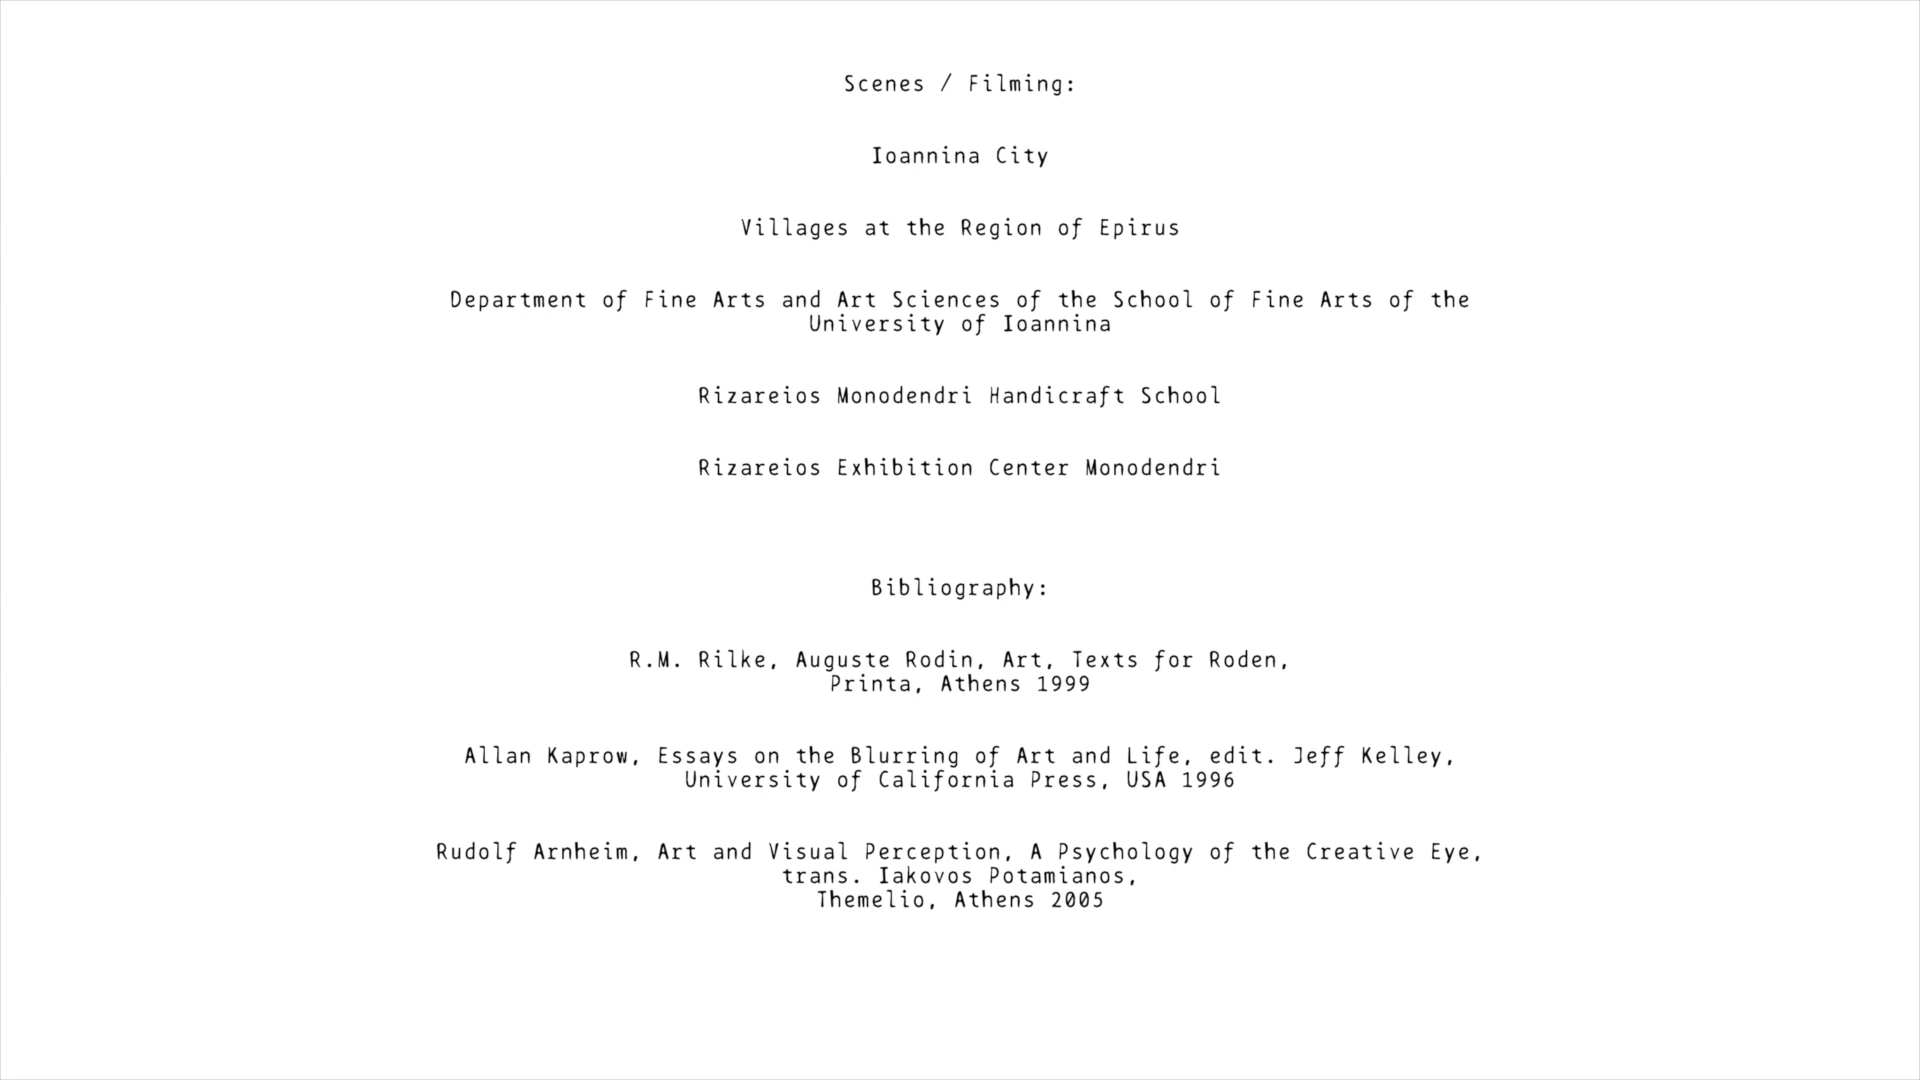 Scenes / Filming:
Ioannina City
Villages at the Region of Epirus
Department of Fine Arts and Art Sciences of the School of Fine Arts of the
University of Ioannina
Rizareios Monodendri Handicraft School
Rizareios Exhibition Center Monodendri
Bibliography:
R.M. Rilke, Auguste Rodin, Art, Texts for Roden,
Printa, Athens 1999
Allan Kaprow, Essays on the Blurring of Art and Life, edit. Jeff Kelley,
University of California Press, USA 1996
Rudolf Arnheim, Art and Visual Perception, A Psychology of the Creative Eye,
trans. Iakovos Potamianos,
Themelio, Athens 2005